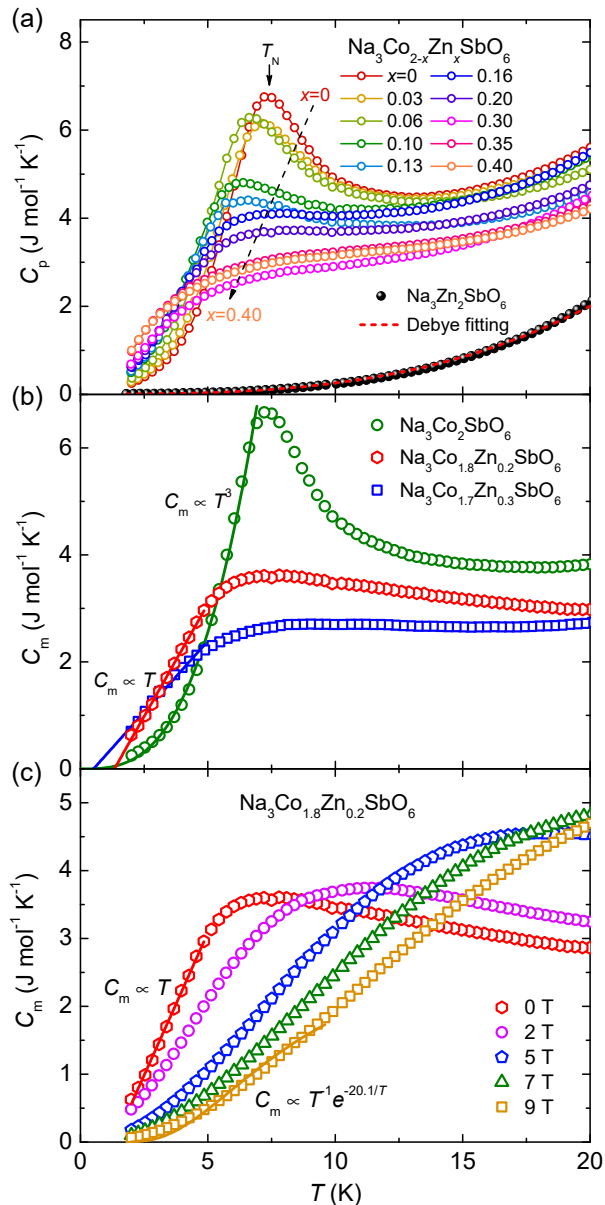 (a)
8
6
4
2
0
C_p (J mol⁻¹ K⁻¹)
T_N
x=0
Na₃Co₂₋ₓZnₓSbO₆
x=0 0.16
0.03 0.20
0.06 0.30
0.10 0.35
0.13 0.40
x=0.40
Na₃Zn₂SbO₆
Debye fitting
(b)
6
4
2
0
C_m (J mol⁻¹ K⁻¹)
Na₃Co₂SbO₆
Na₃Co₁.₈Zn₀.₂SbO₆
Na₃Co₁.₇Zn₀.₃SbO₆
C_m ∝ T³
C_m ∝ T
(c)
Na₃Co₁.₈Zn₀.₂SbO₆
5
4
3
2
1
0
C_m (J mol⁻¹ K⁻¹)
C_m ∝ T
0 T
2 T
5 T
7 T
9 T
C_m ∝ T⁻¹e^{-20.1/T}
0 5 10 15 20
T (K)